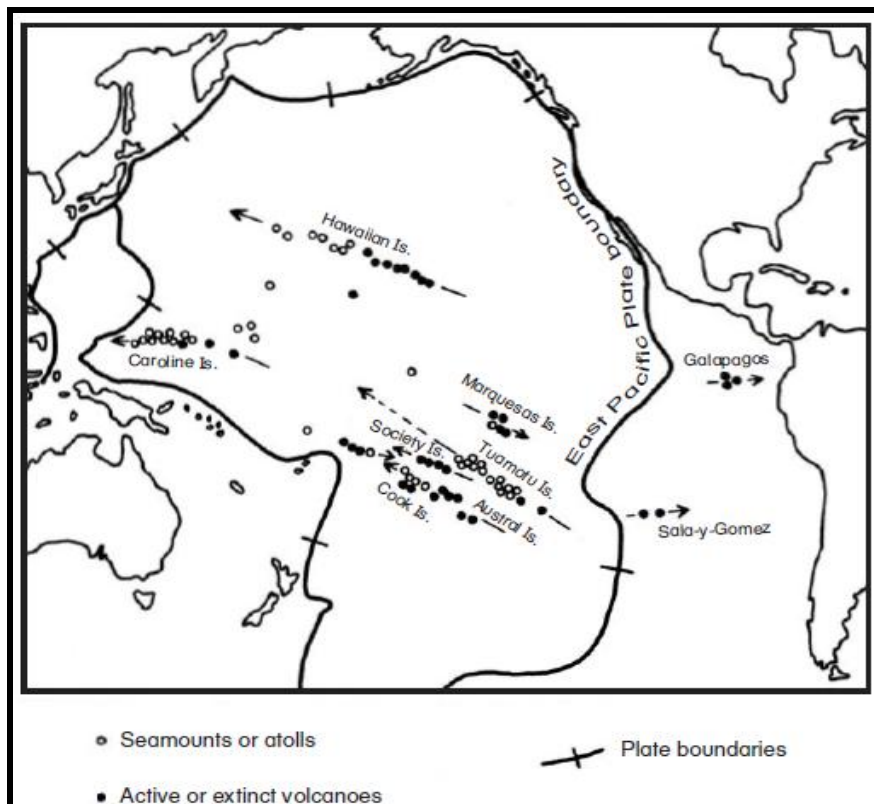 Hawaiian Is.
East Pacific Plate boundary
Caroline Is.
Galapagos
Marquesas Is.
Society Is.
Tuamotu Is.
Cook Is.
Austral Is.
Sala-y-Gomez
Seamounts or atolls
Plate boundaries
Active or extinct volcanoes